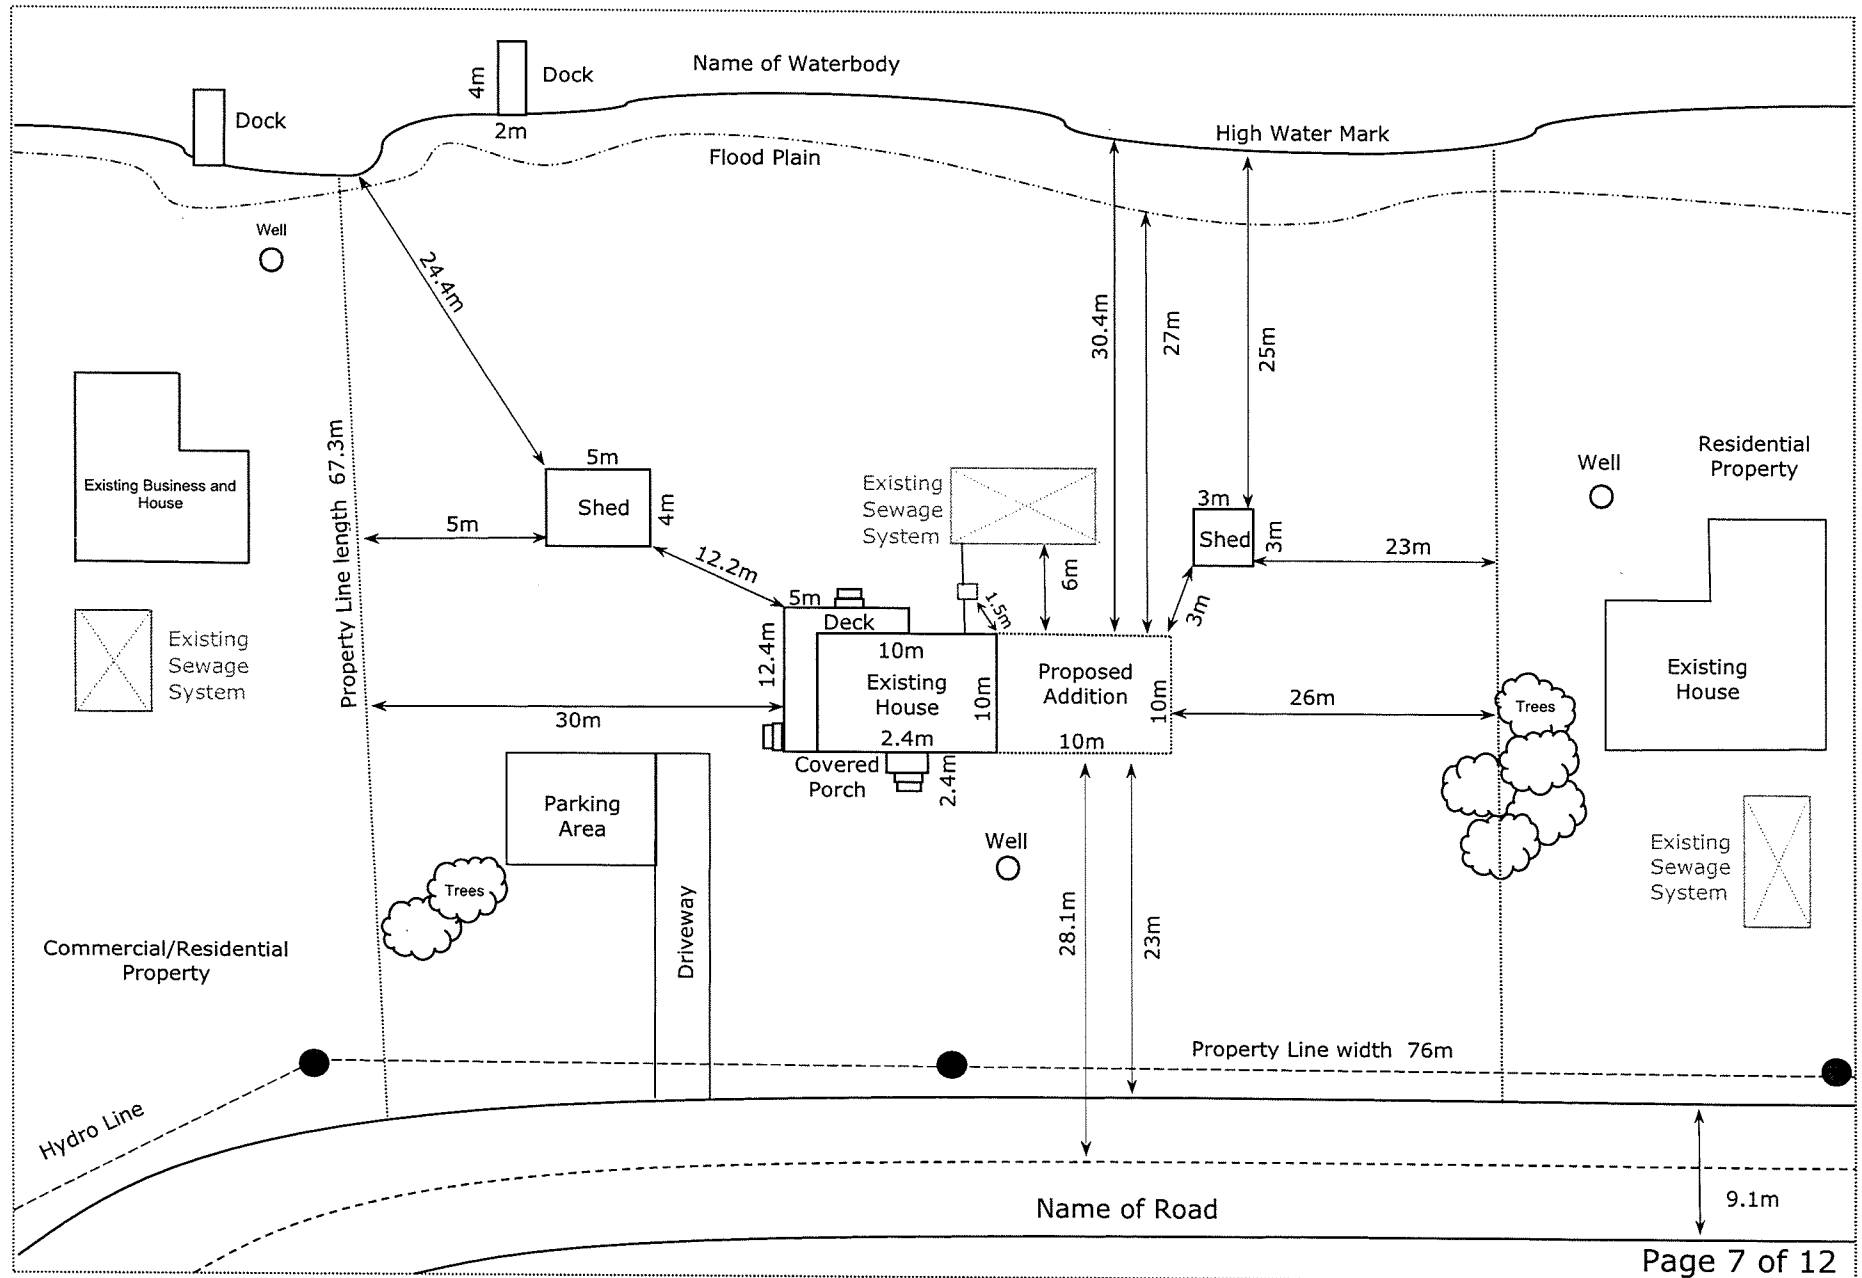 Name of Waterbody
4m
Dock
Dock
2m
High Water Mark
Flood Plain
Well
24.4m
30.4m
27m
25m
Property Line length 67.3m
Existing Business and
House
5m
Shed
4m
5m
12.2m
Existing
Sewage
System
6m
1.5m
3m
Shed
3m
3m
23m
Well
Residential
Property
Existing
House
Existing
Sewage
System
5m
Deck
12.4m
10m
Existing
House
10m
2.4m
Covered
Porch
2.4m
Proposed
Addition
10m
10m
30m
26m
Trees
Parking
Area
Driveway
Trees
Well
28.1m
23m
Existing
Sewage
System
Commercial/Residential
Property
Property Line width 76m
Hydro Line
Name of Road
9.1m
Page 7 of 12